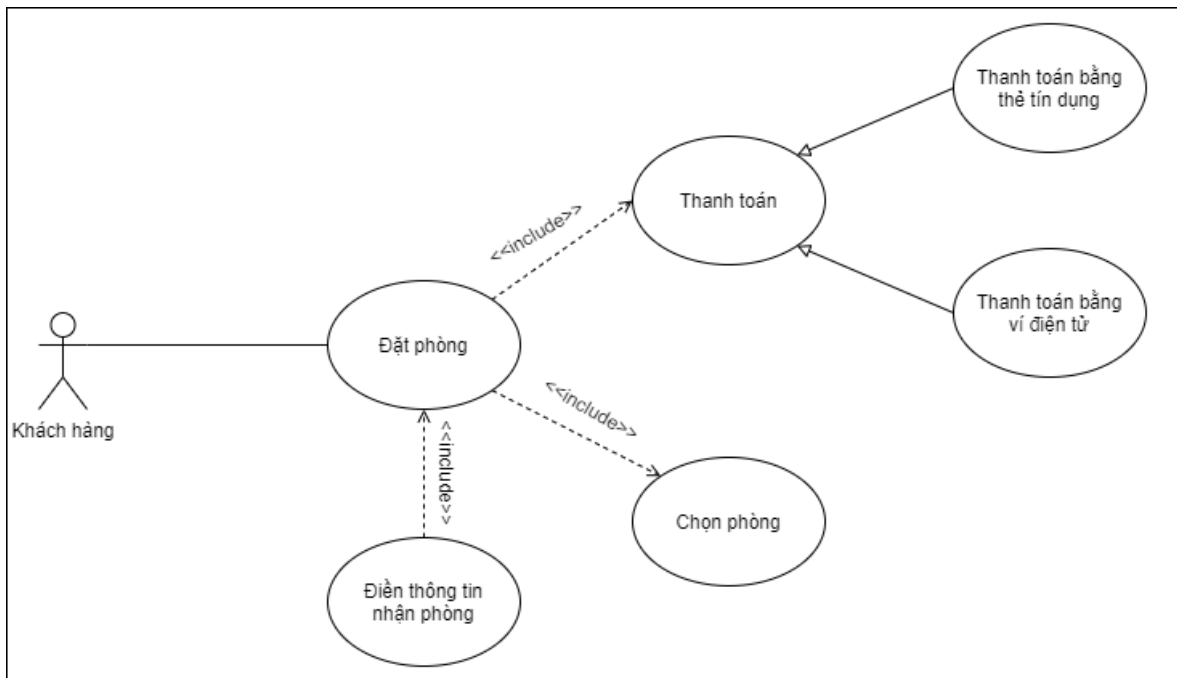 Thanh toán bằng
thẻ tín dụng
Thanh toán
<<include>>
Thanh toán bằng
ví điện tử
Đặt phòng
<<include>>
Khách hàng
<<include>>
Chọn phòng
Điền thông tin
nhận phòng